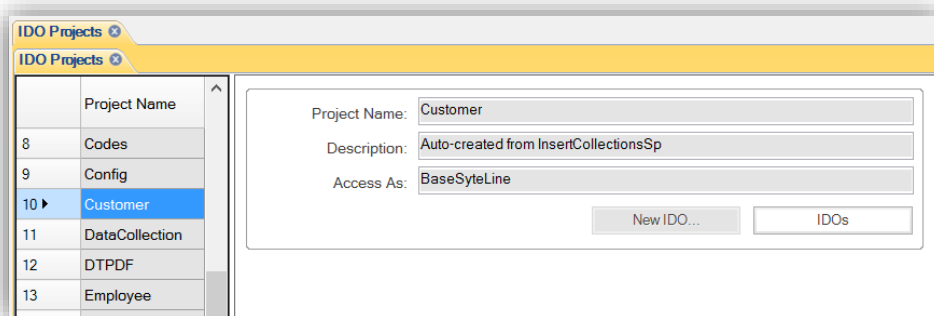 IDO Projects
IDO Projects
Project Name
8 Codes
9 Config
10 Customer
11 DataCollection
12 DTPDF
13 Employee
Project Name: Customer
Description: Auto-created from InsertCollectionsSp
Access As: BaseSyteLine
New IDO... IDOs